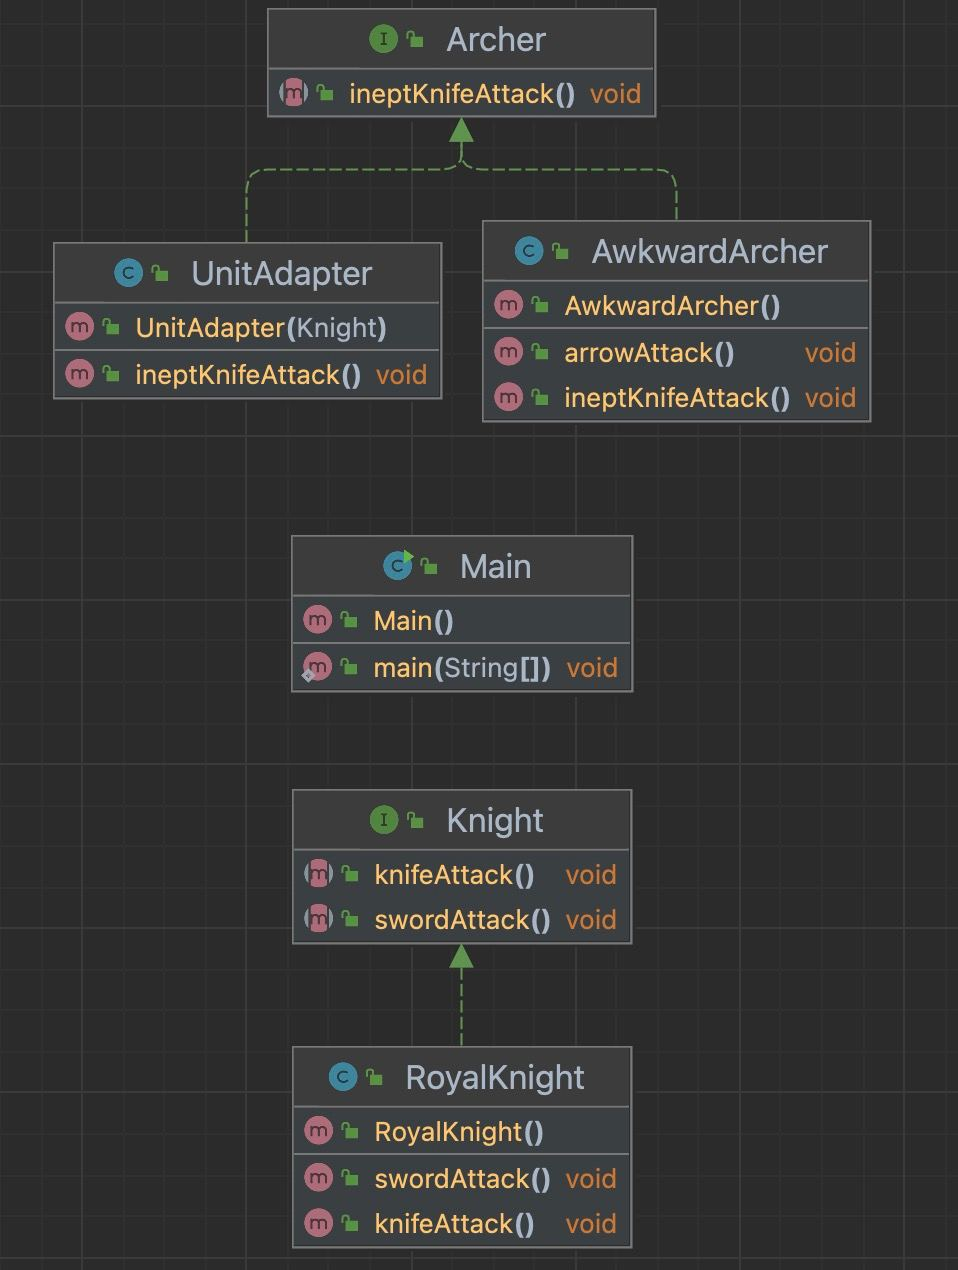 Archer
ineptKnifeAttack() void
UnitAdapter
UnitAdapter(Knight)
ineptKnifeAttack() void
AwkwardArcher
AwkwardArcher()
arrowAttack() void
ineptKnifeAttack() void
Main
Main()
main(String[]) void
Knight
knifeAttack() void
swordAttack() void
RoyalKnight
RoyalKnight()
swordAttack() void
knifeAttack() void